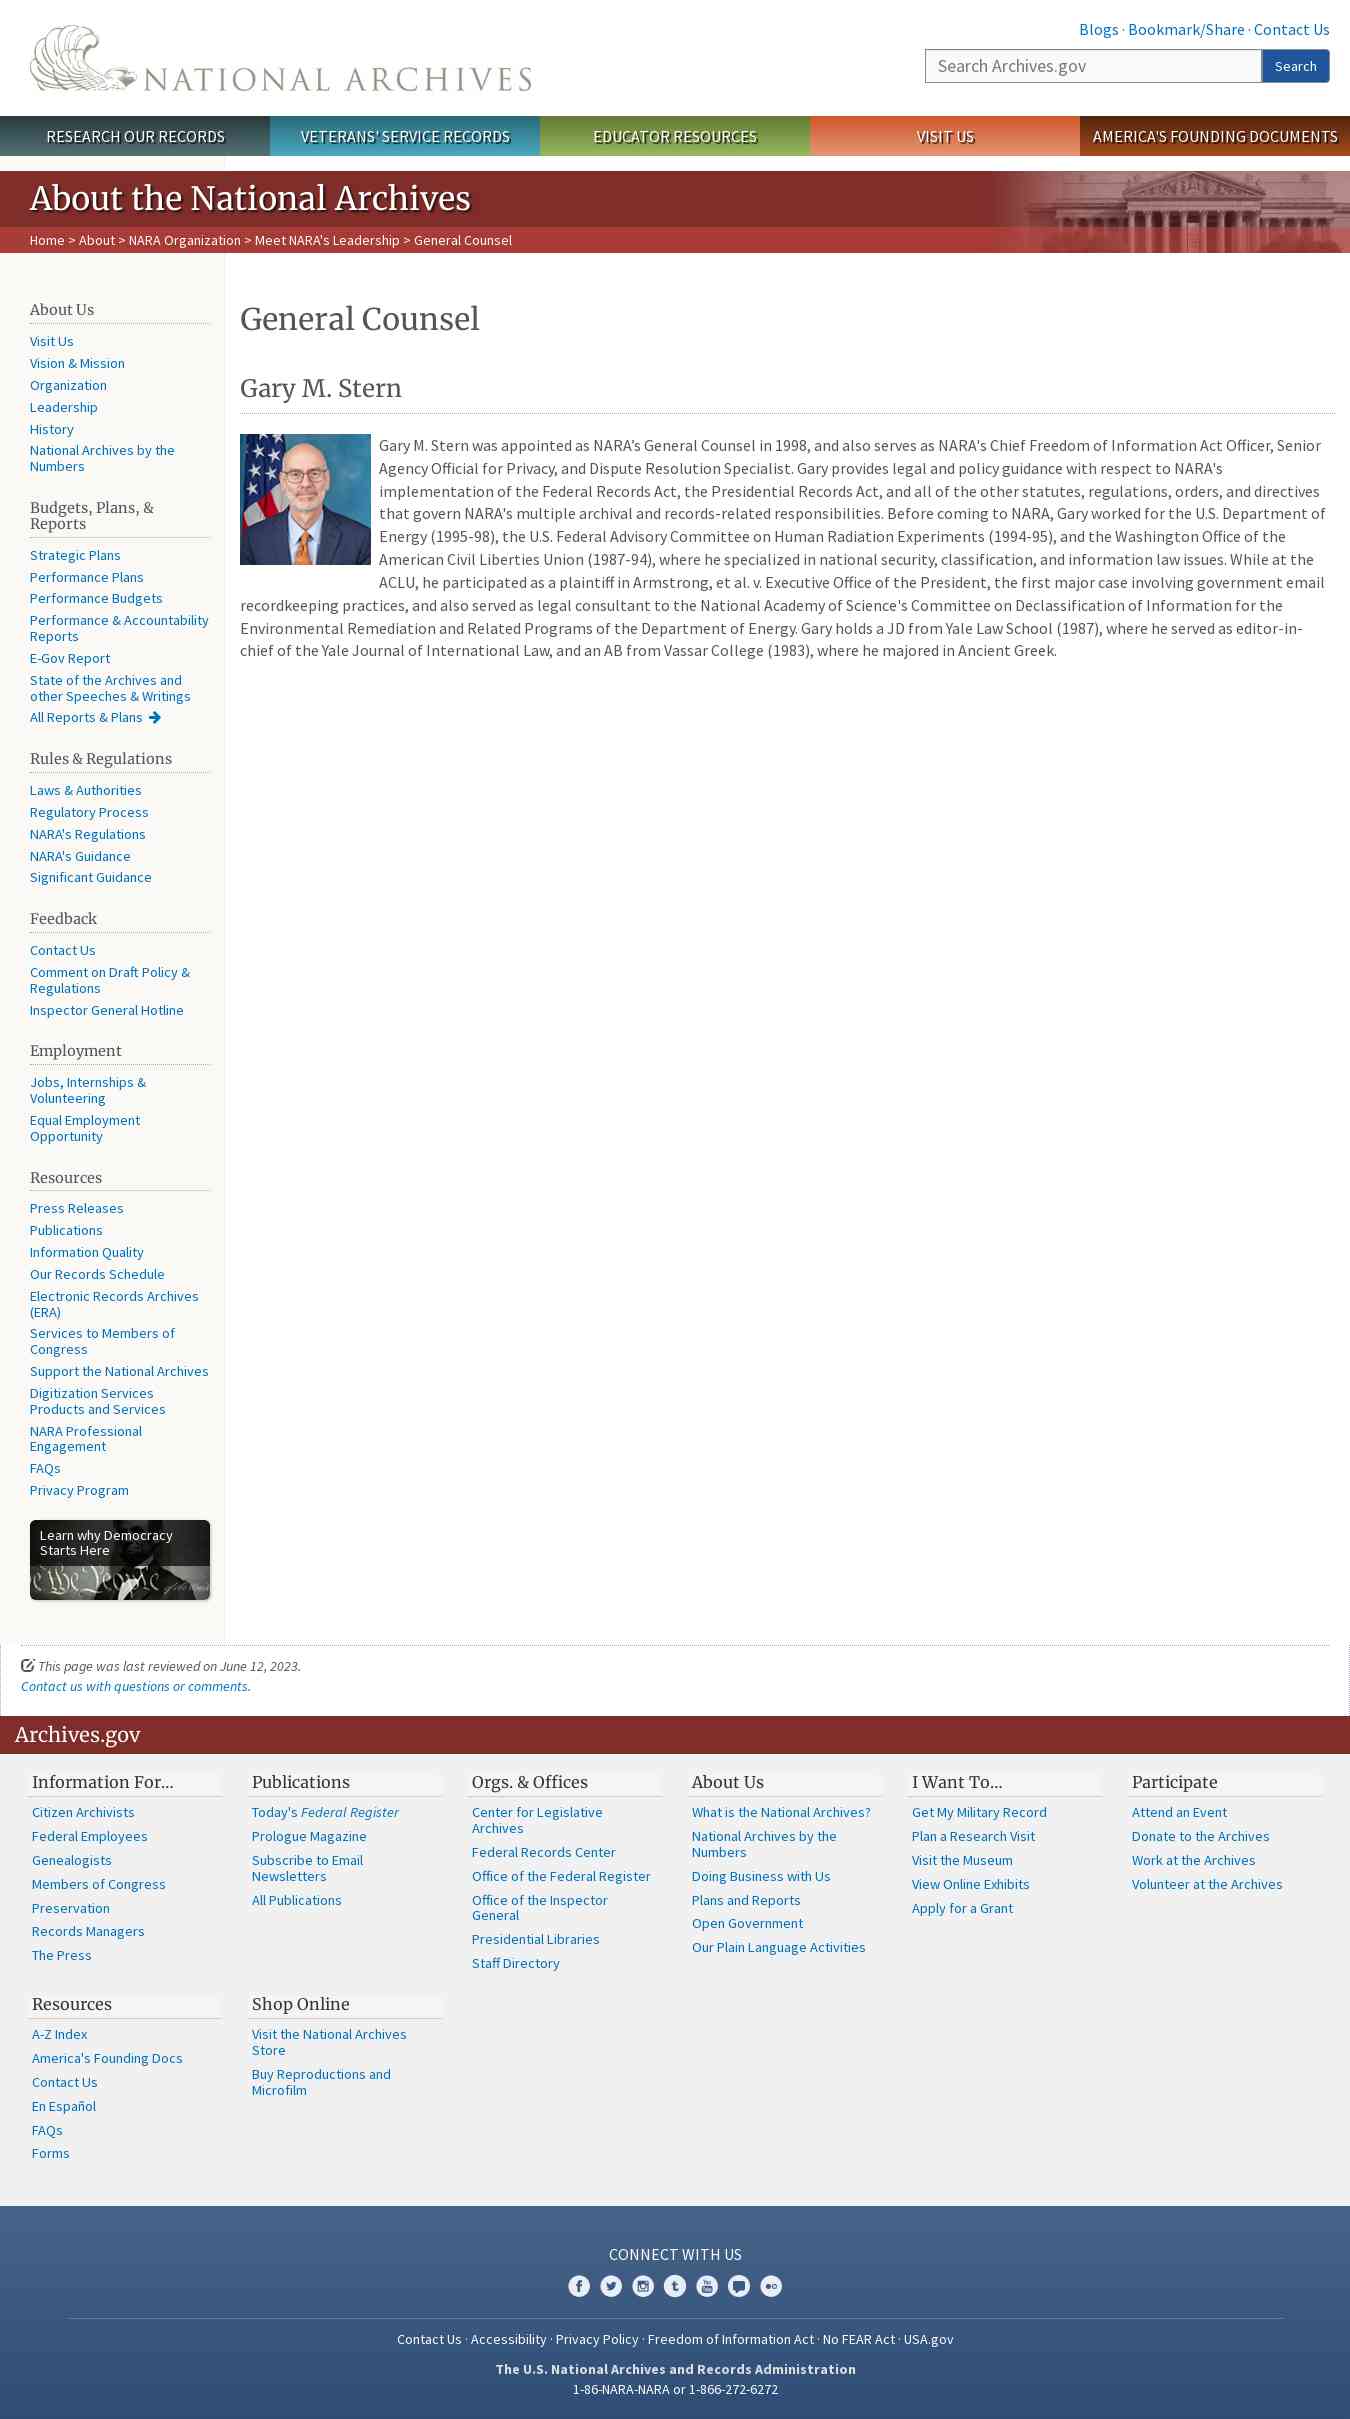 Blogs · Bookmark/Share · Contact Us
NATIONAL ARCHIVES
Search Archives.gov
Search
RESEARCH OUR RECORDS
VETERANS' SERVICE RECORDS
EDUCATOR RESOURCES
VISIT US
AMERICA'S FOUNDING DOCUMENTS
About the National Archives
Home > About > NARA Organization > Meet NARA's Leadership > General Counsel
About Us
Visit Us
Vision & Mission
Organization
Leadership
History
National Archives by the
Numbers
Budgets, Plans, &
Reports
Strategic Plans
Performance Plans
Performance Budgets
Performance & Accountability
Reports
E-Gov Report
State of the Archives and
other Speeches & Writings
All Reports & Plans
Rules & Regulations
Laws & Authorities
Regulatory Process
NARA's Regulations
NARA's Guidance
Significant Guidance
Feedback
Contact Us
Comment on Draft Policy &
Regulations
Inspector General Hotline
Employment
Jobs, Internships &
Volunteering
Equal Employment
Opportunity
Resources
Press Releases
Publications
Information Quality
Our Records Schedule
Electronic Records Archives
(ERA)
Services to Members of
Congress
Support the National Archives
Digitization Services
Products and Services
NARA Professional
Engagement
FAQs
Privacy Program
Learn why Democracy
Starts Here
We the People
General Counsel
Gary M. Stern
Gary M. Stern was appointed as NARA’s General Counsel in 1998, and also serves as NARA's Chief Freedom of Information Act Officer, Senior
Agency Official for Privacy, and Dispute Resolution Specialist. Gary provides legal and policy guidance with respect to NARA's
implementation of the Federal Records Act, the Presidential Records Act, and all of the other statutes, regulations, orders, and directives
that govern NARA's multiple archival and records-related responsibilities. Before coming to NARA, Gary worked for the U.S. Department of
Energy (1995-98), the U.S. Federal Advisory Committee on Human Radiation Experiments (1994-95), and the Washington Office of the
American Civil Liberties Union (1987-94), where he specialized in national security, classification, and information law issues. While at the
ACLU, he participated as a plaintiff in Armstrong, et al. v. Executive Office of the President, the first major case involving government email
recordkeeping practices, and also served as legal consultant to the National Academy of Science's Committee on Declassification of Information for the
Environmental Remediation and Related Programs of the Department of Energy. Gary holds a JD from Yale Law School (1987), where he served as editor-in-
chief of the Yale Journal of International Law, and an AB from Vassar College (1983), where he majored in Ancient Greek.
This page was last reviewed on June 12, 2023.
Contact us with questions or comments.
Archives.gov
Information For…
Citizen Archivists
Federal Employees
Genealogists
Members of Congress
Preservation
Records Managers
The Press
Publications
Today's Federal Register
Prologue Magazine
Subscribe to Email
Newsletters
All Publications
Orgs. & Offices
Center for Legislative
Archives
Federal Records Center
Office of the Federal Register
Office of the Inspector
General
Presidential Libraries
Staff Directory
About Us
What is the National Archives?
National Archives by the
Numbers
Doing Business with Us
Plans and Reports
Open Government
Our Plain Language Activities
I Want To…
Get My Military Record
Plan a Research Visit
Visit the Museum
View Online Exhibits
Apply for a Grant
Participate
Attend an Event
Donate to the Archives
Work at the Archives
Volunteer at the Archives
Resources
A-Z Index
America's Founding Docs
Contact Us
En Español
FAQs
Forms
Shop Online
Visit the National Archives
Store
Buy Reproductions and
Microfilm
CONNECT WITH US
Contact Us · Accessibility · Privacy Policy · Freedom of Information Act · No FEAR Act · USA.gov
The U.S. National Archives and Records Administration
1-86-NARA-NARA or 1-866-272-6272